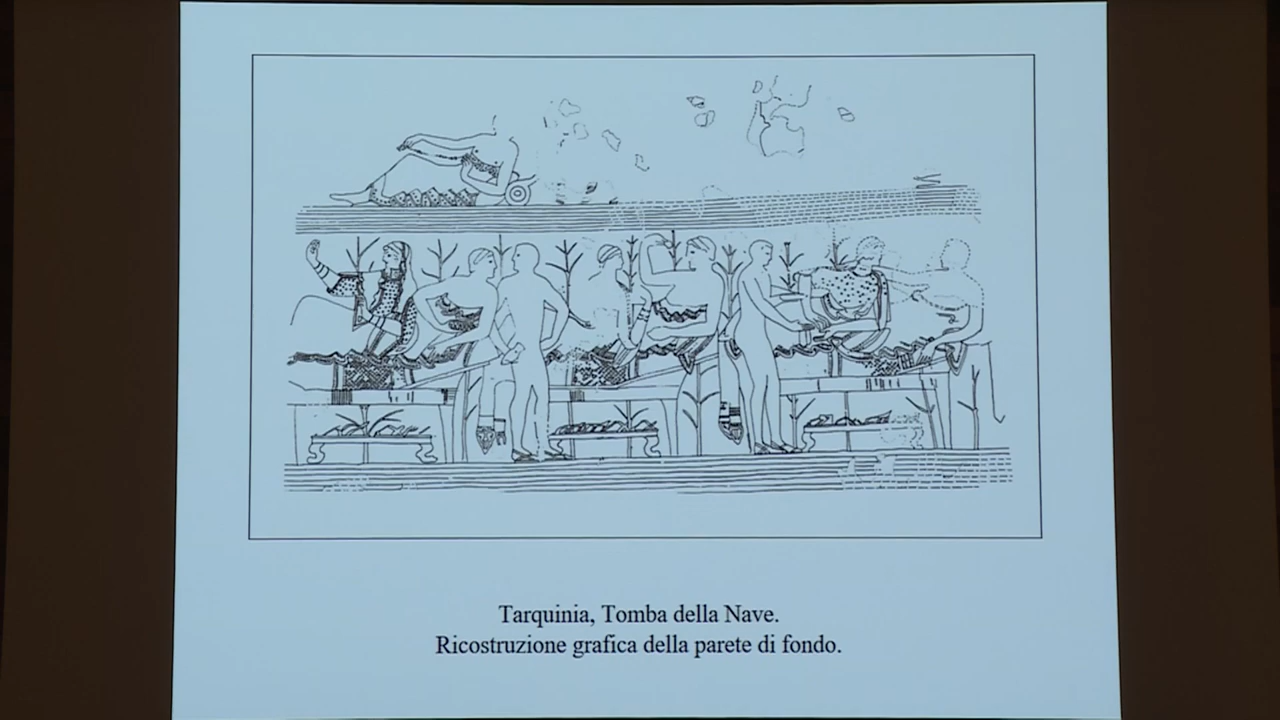 Tarquinia, Tomba della Nave.
Ricostruzione grafica della parete di fondo.